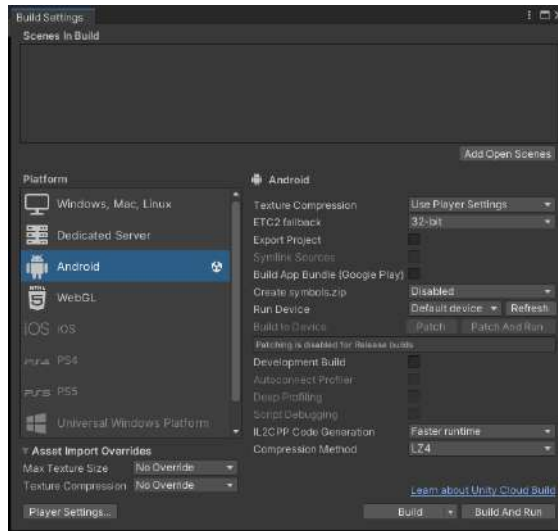 Build Settings
Scenes In Build
Add Open Scenes
Platform
Windows, Mac, Linux
Dedicated Server
Android
WebGL
iOS iOS
PS4
PS5
Universal Windows Platform
Asset Import Overrides
Max Texture Size No Override
Texture Compression No Override
Player Settings...
Android
Texture Compression Use Player Settings
ETC2 fallback 32-bit
Export Project
Symlink Sources
Build App Bundle (Google Play)
Create symbols.zip Disabled
Run Device Default device Refresh
Build to Device Patch Patch And Run
Patching is disabled for Release builds
Development Build
Autoconnect Profiler
Deep Profiling
Script Debugging
IL2CPP Code Generation Faster runtime
Compression Method LZ4
Learn about Unity Cloud Build
Build Build And Run